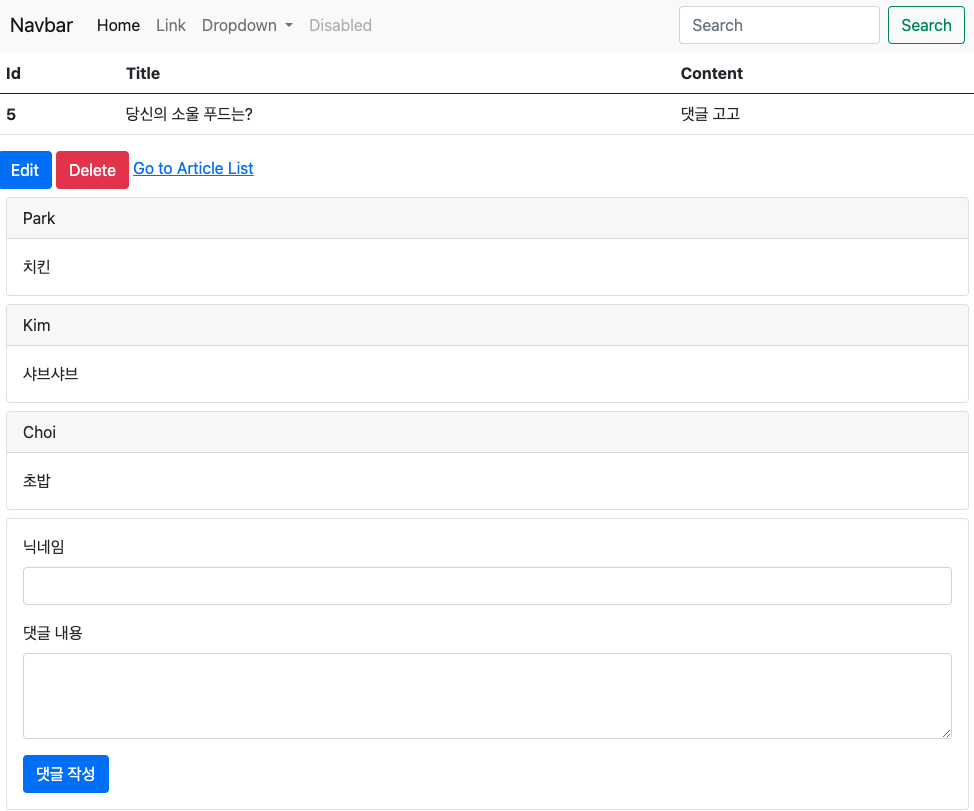 Navbar Home Link Dropdown Disabled Search Search
Id Title Content
5 당신의 소울 푸드는? 댓글 고고
Edit Delete Go to Article List
Park
치킨
Kim
샤브샤브
Choi
초밥
닉네임
댓글 내용
댓글 작성